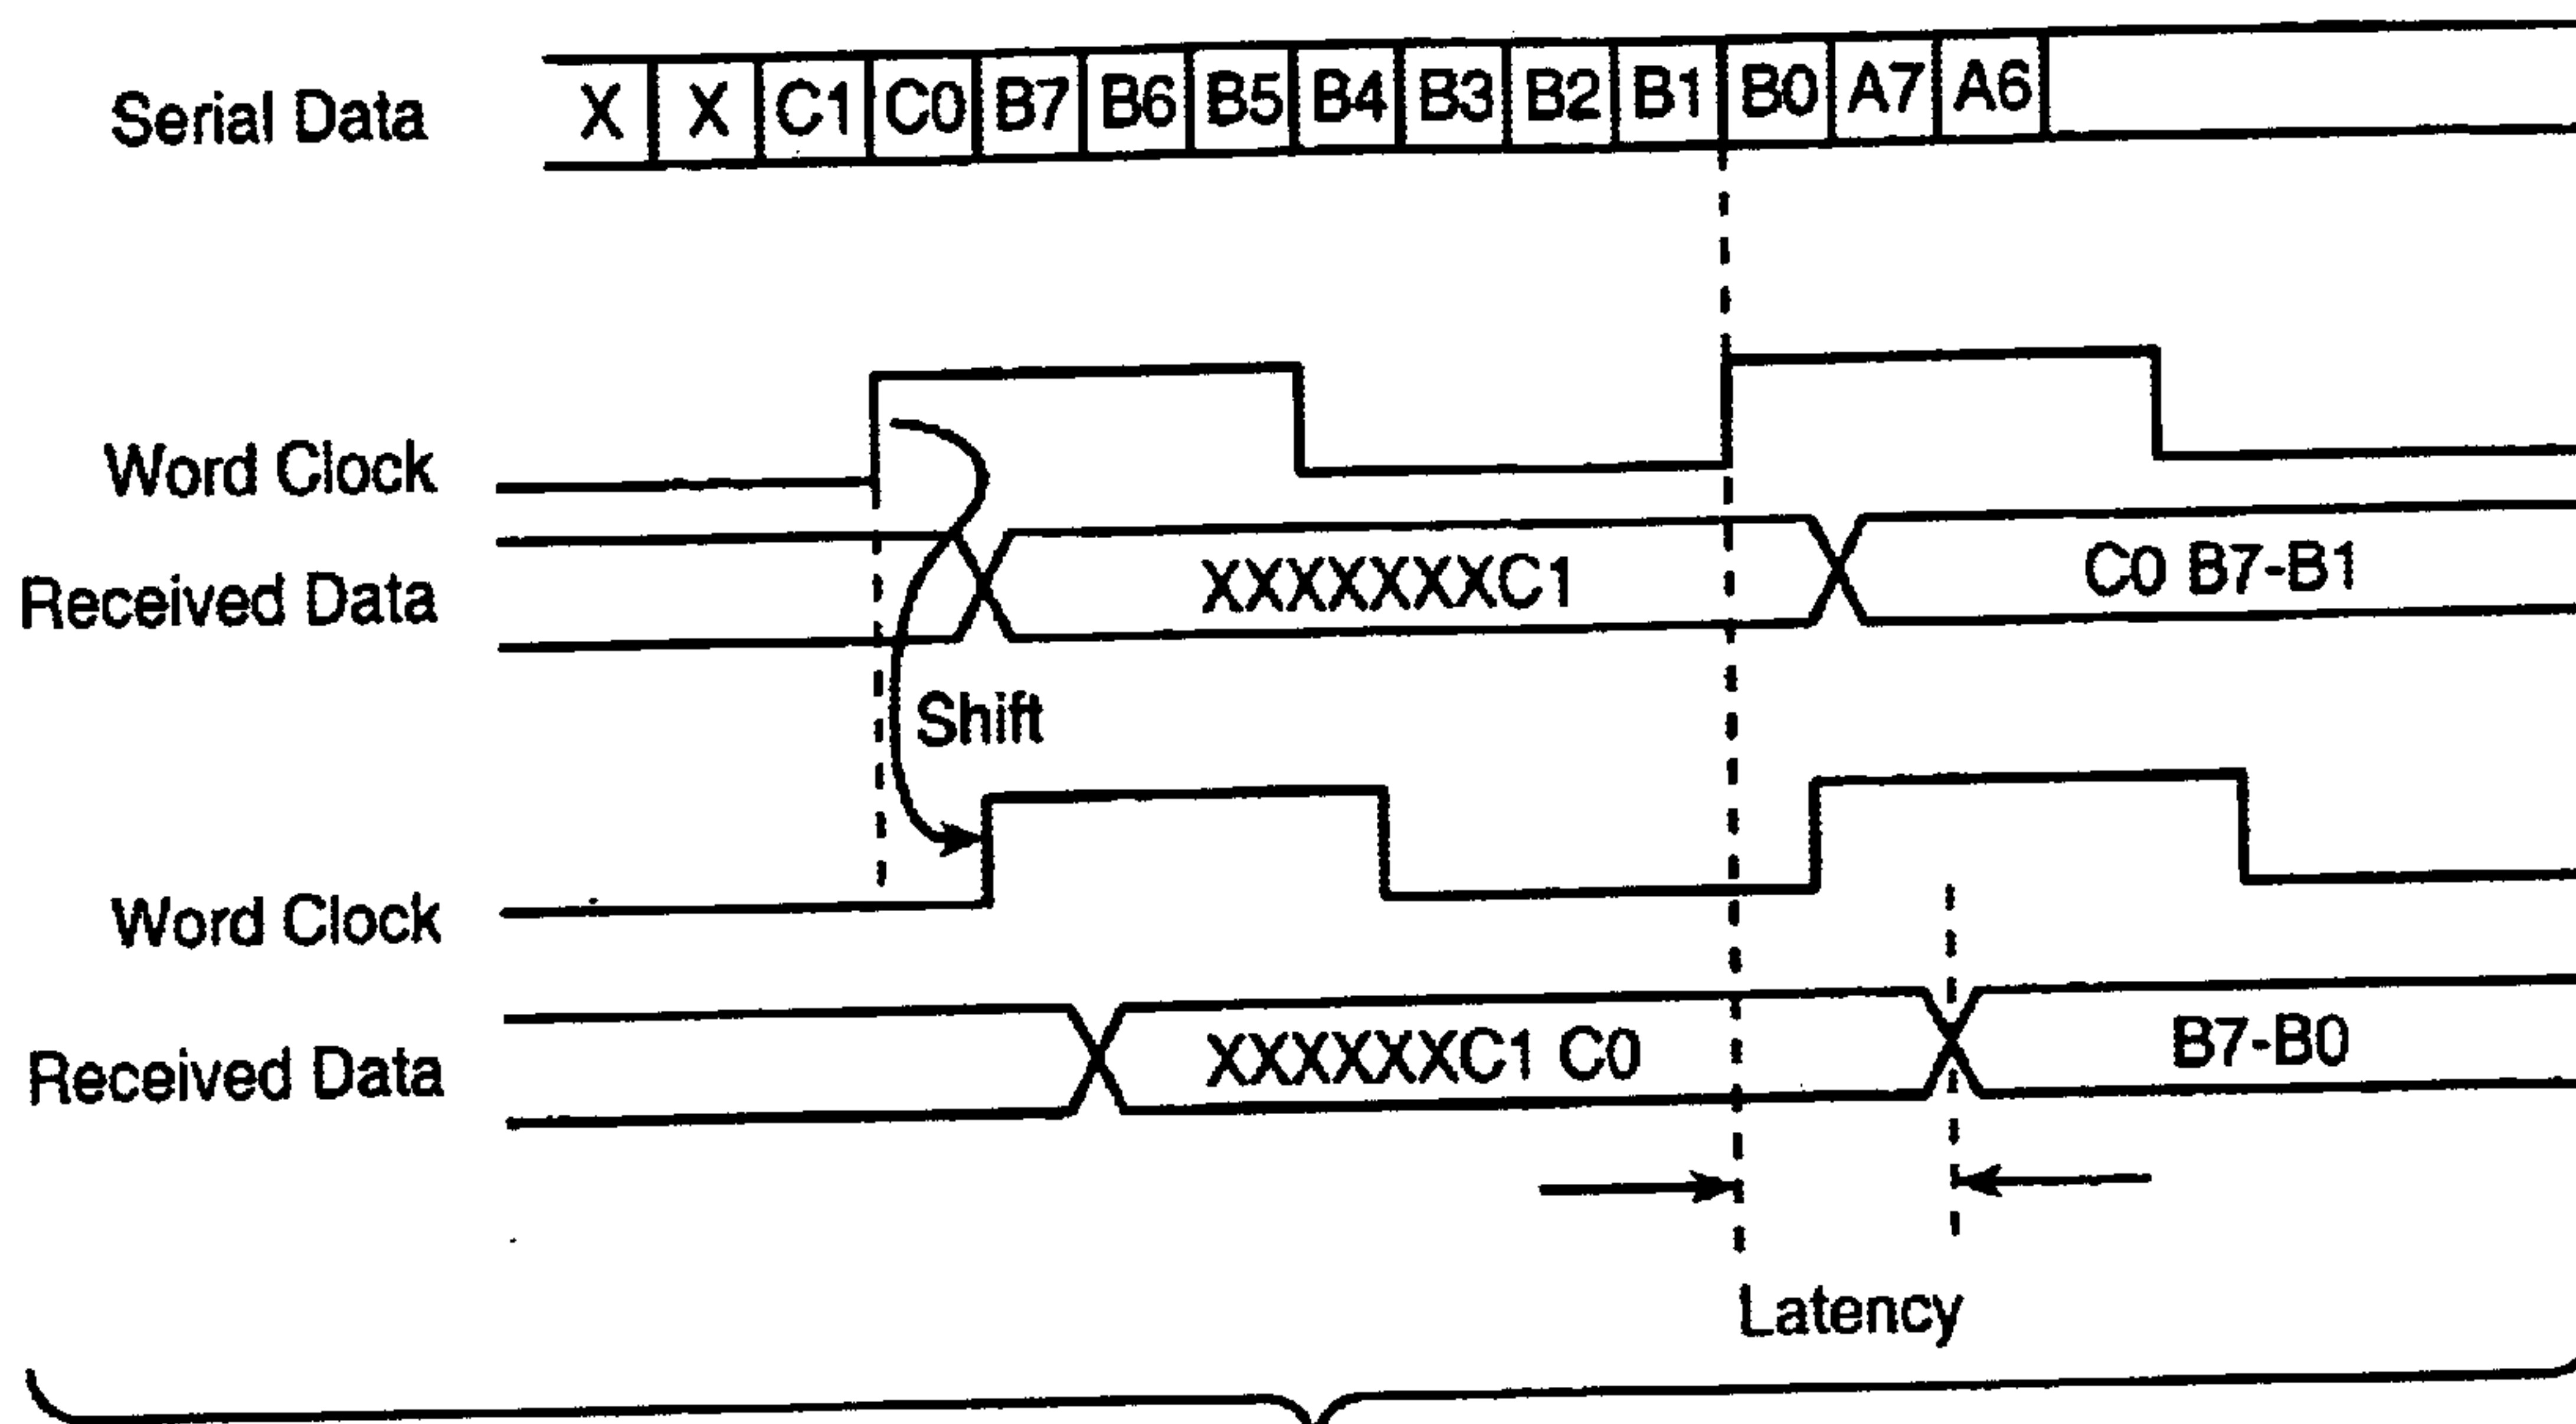 Serial Data X X C1 C0 B7 B6 B5 B4 B3 B2 B1 B0 A7 A6
Word Clock
Received Data XXXXXXXC1 C0 B7-B1
Shift
Word Clock
Received Data XXXXXXC1 C0 B7-B0
Latency